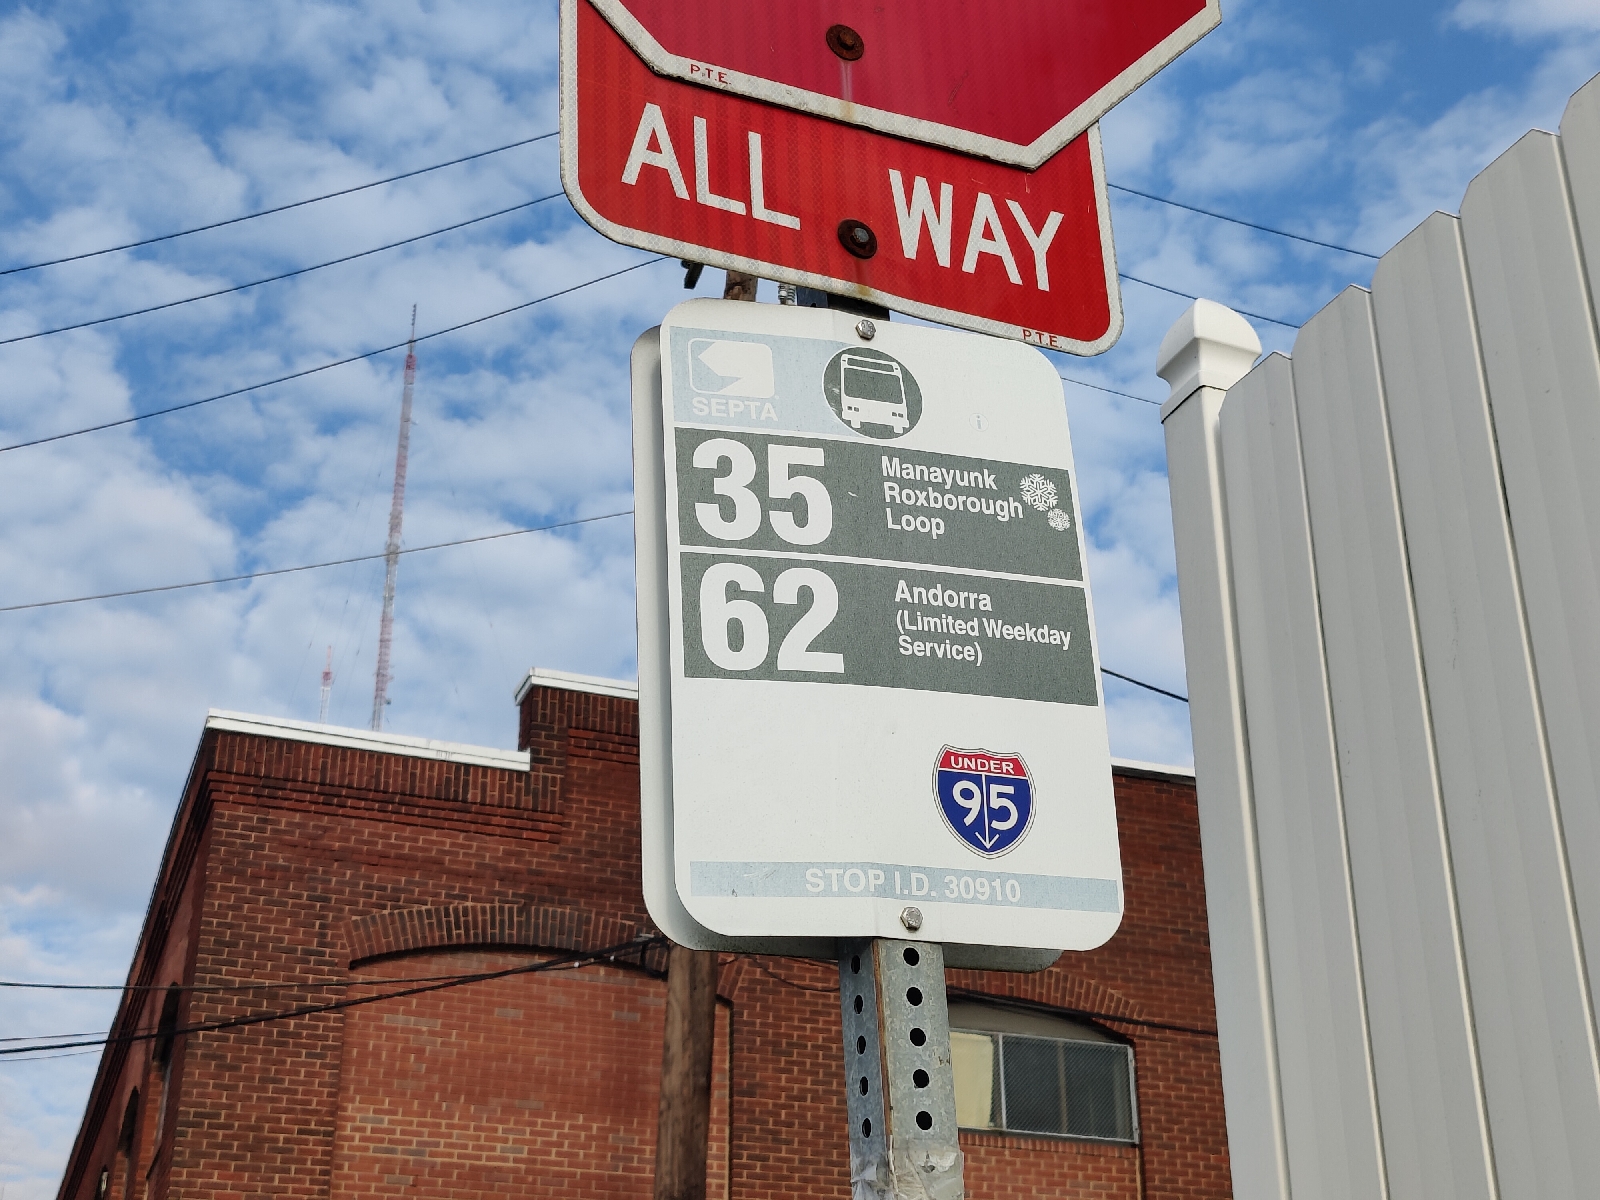 P.T.E.
ALL WAY
P.T.E.
SEPTA
35 Manayunk
Roxborough
Loop
62 Andorra
(Limited Weekday
Service)
UNDER
95
STOP I.D. 30910